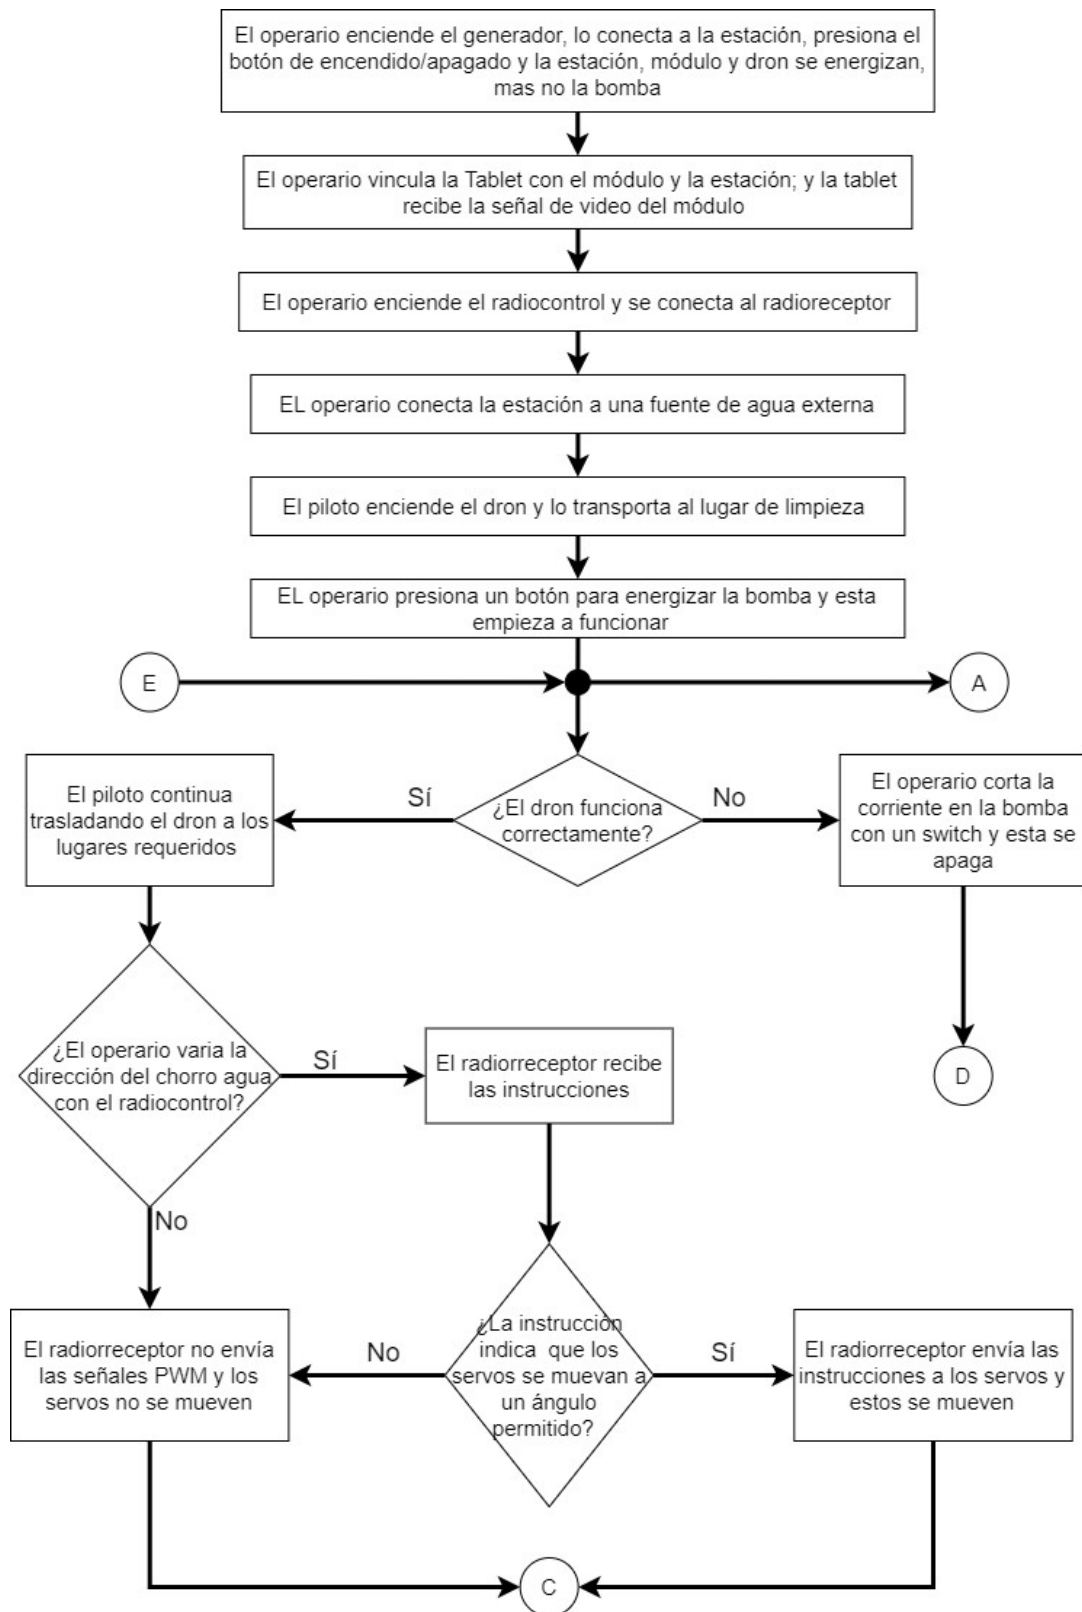 El operario enciende el generador, lo conecta a la estación, presiona el
botón de encendido/apagado y la estación, módulo y dron se energizan,
mas no la bomba
El operario vincula la Tablet con el módulo y la estación; y la tablet
recibe la señal de video del módulo
El operario enciende el radiocontrol y se conecta al radioreceptor
EL operario conecta la estación a una fuente de agua externa
El piloto enciende el dron y lo transporta al lugar de limpieza
EL operario presiona un botón para energizar la bomba y esta
empieza a funcionar
E
A
El piloto continua
trasladando el dron a los
lugares requeridos
Sí
¿El dron funciona
correctamente?
No
El operario corta la
corriente en la bomba
con un switch y esta se
apaga
¿El operario varia la
dirección del chorro agua
con el radiocontrol?
Sí
El radiorreceptor recibe
las instrucciones
D
No
El radiorreceptor no envía
las señales PWM y los
servos no se mueven
No
¿La instrucción
indica que los
servos se muevan a
un ángulo
permitido?
Sí
El radiorreceptor envía las
instrucciones a los servos y
estos se mueven
C